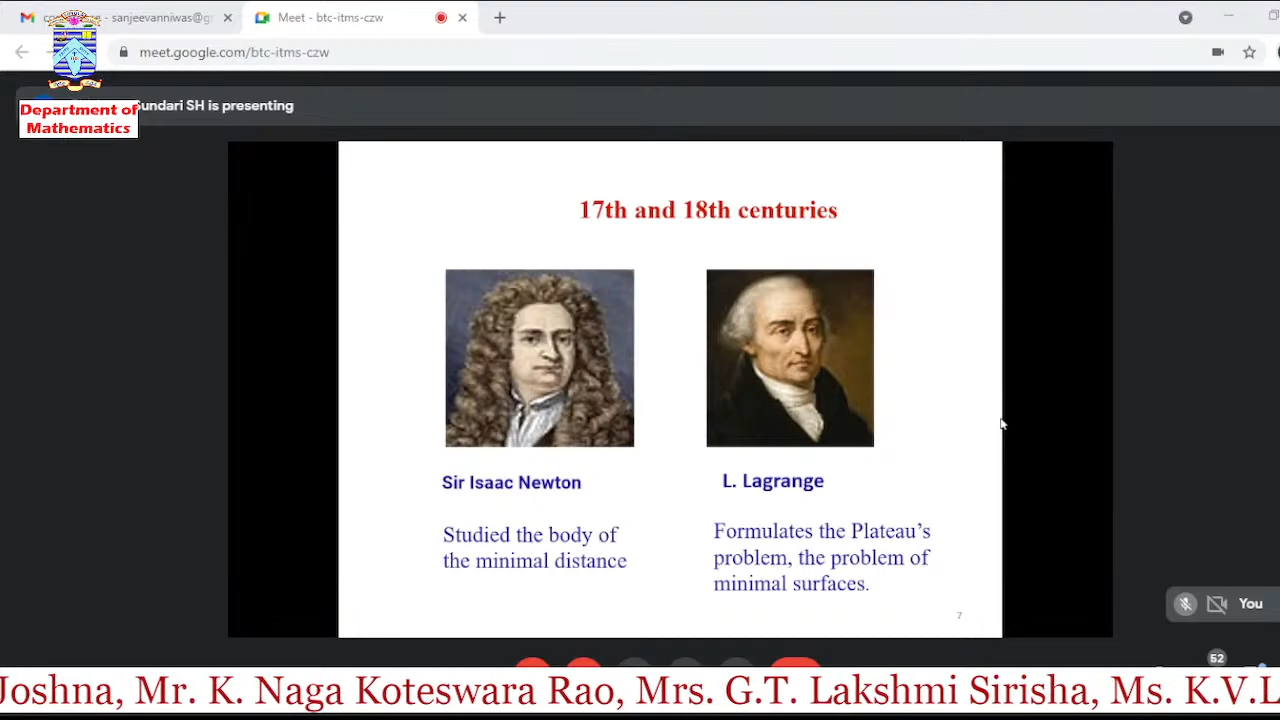 sanjeevanniwas@g
Meet - btc-itms-czw
meet.google.com/btc-itms-czw
SH is presenting
Department of
Mathematics
17th and 18th centuries
Sir Isaac Newton
L. Lagrange
Studied the body of
the minimal distance
Formulates the Plateau's
problem, the problem of
minimal surfaces.
7
You
52
Joshna, Mr. K. Naga Koteswara Rao, Mrs. G.T. Lakshmi Sirisha, Ms. K.V.L